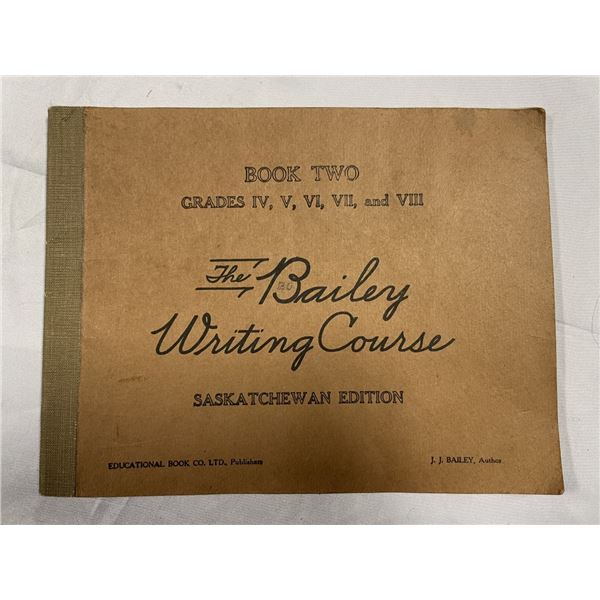 BOOK TWO
GRADES IV, V, VI, VII, and VIII
The Bailey
Writing Course
SASKATCHEWAN EDITION
EDUCATIONAL BOOK CO. LTD., Publishers
J. J. BAILEY, Author